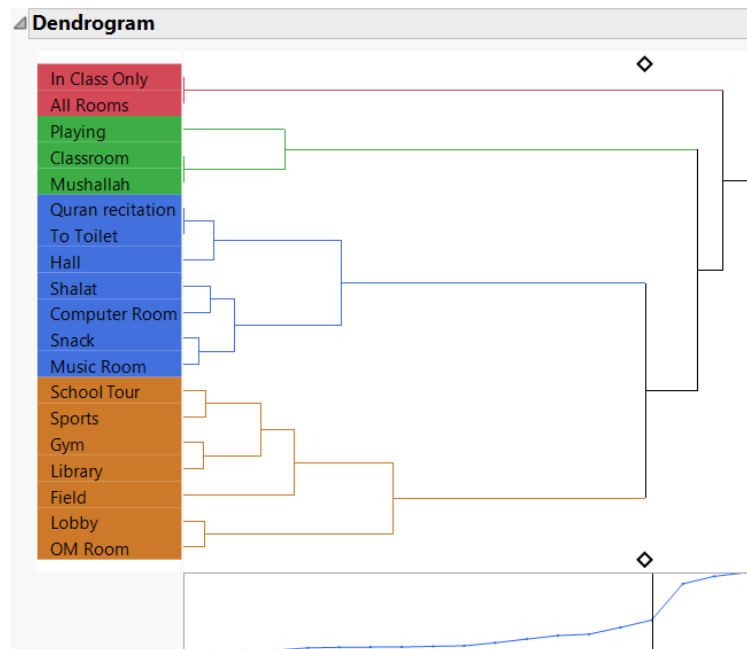 Dendrogram
In Class Only
All Rooms
Playing
Classroom
Mushallah
Quran recitation
To Toilet
Hall
Shalat
Computer Room
Snack
Music Room
School Tour
Sports
Gym
Library
Field
Lobby
OM Room